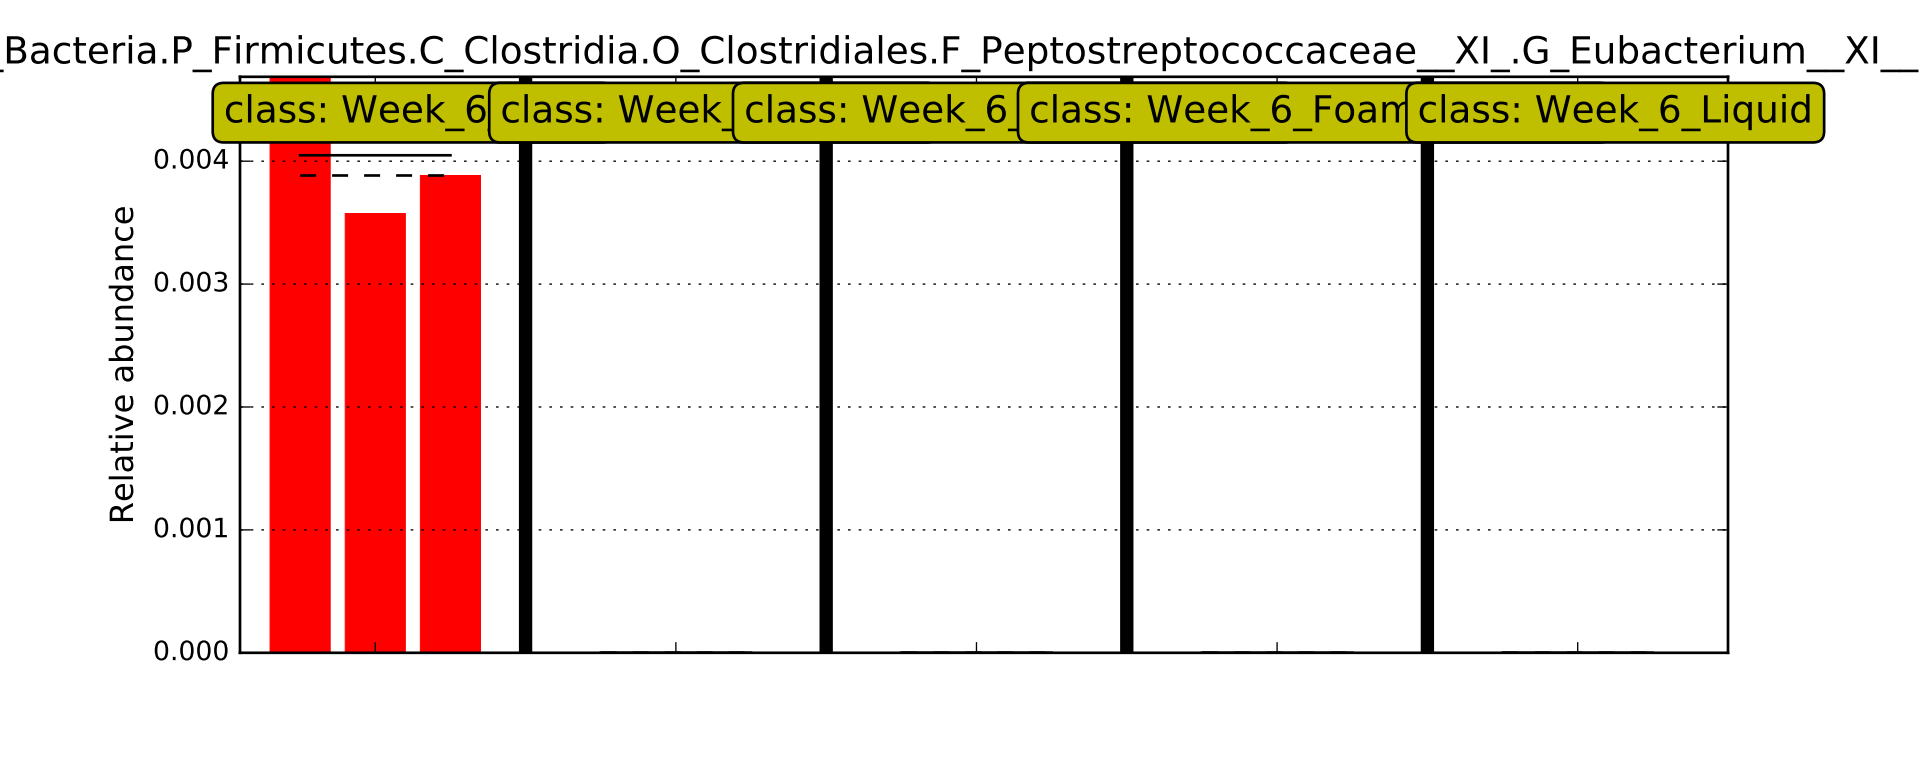 _Bacteria.P_Firmicutes.C_Clostridia.O_Clostridiales.F_Peptostreptococcaceae__XI_.G_Eubacterium__XI__
class: Week_6_
class: Week_
class: Week_6_
class: Week_6_Foam
class: Week_6_Liquid
Relative abundance
0.004
0.003
0.002
0.001
0.000